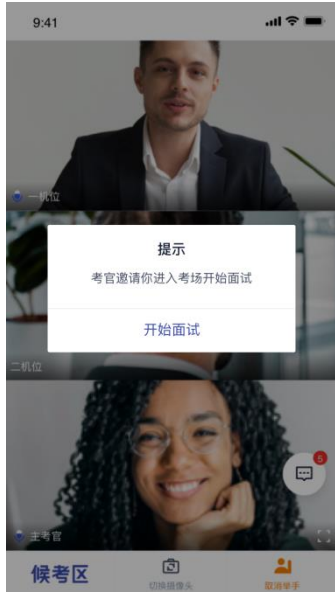 9:41
一机位
提示
考官邀请你进入考场开始面试
开始面试
二机位
5
主考官
候考区
切换摄像头
取消举手